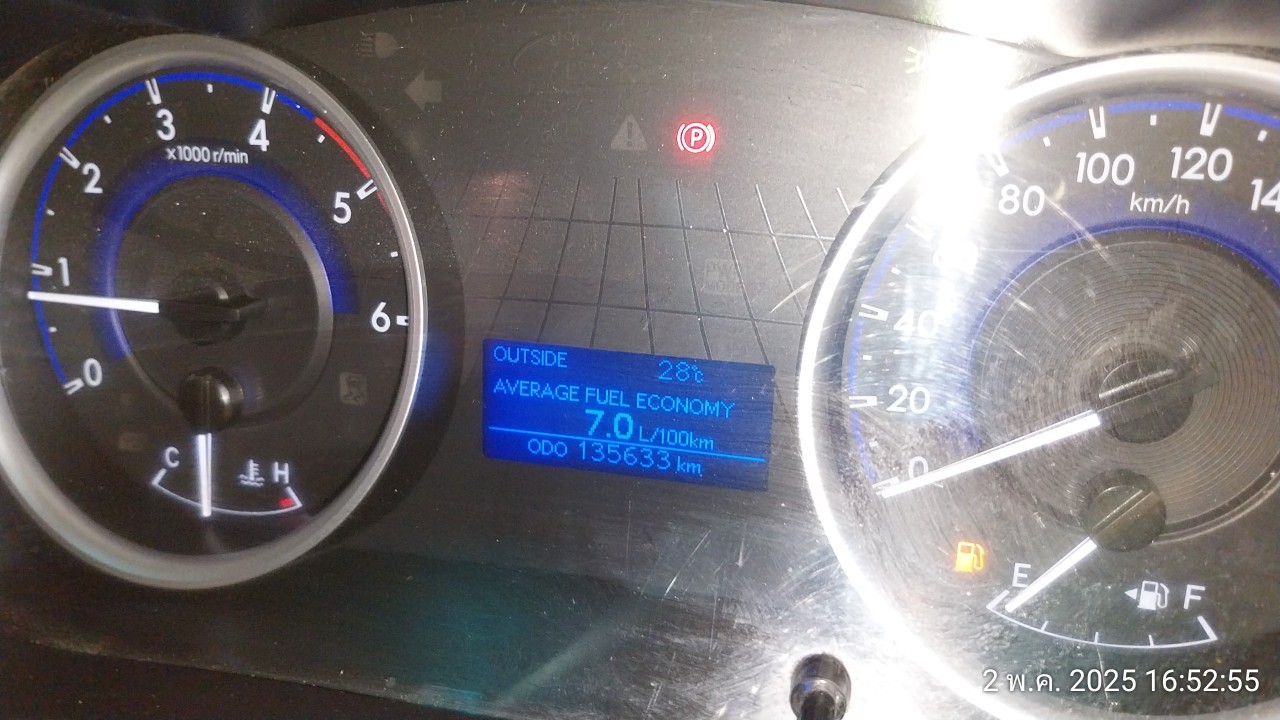 3
4
x1000 r/min
2
5
1
6
0
C
H
P
OUTSIDE 28°c
AVERAGE FUEL ECONOMY
7.0 L/100km
ODO 135633 km
80
100
120
km/h
40
20
0
E
F
2 พ.ค. 2025 16:52:55